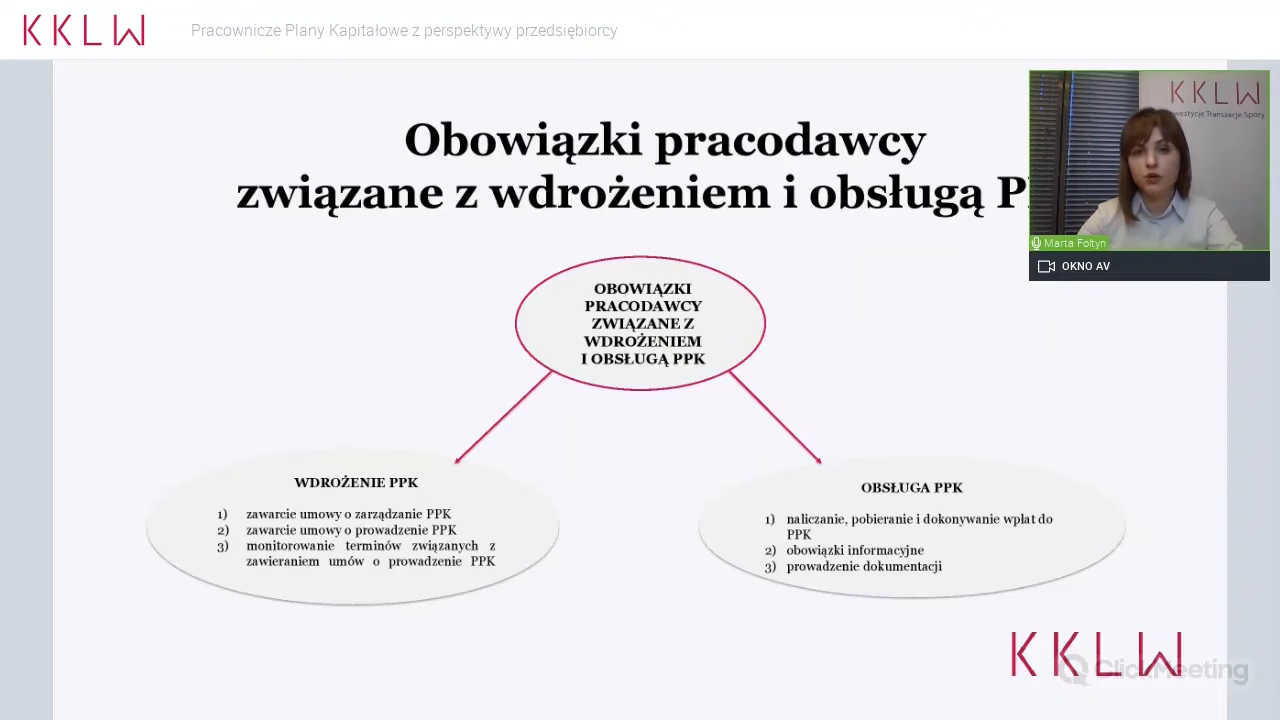 KKLW
Pracownicze Plany Kapitałowe z perspektywy przedsiębiorcy
Obowiązki pracodawcy
związane z wdrożeniem i obsługą
KKLW
westycje Transakcje Spory
Marta Foltyn
OKNO AV
OBOWIĄZKI
PRACODAWCY
ZWIĄZANE Z
WDROŻENIEM
I OBSŁUGĄ PPK
WDROŻENIE PPK
1) zawarcie umowy o zarządzanie PPK
2) zawarcie umowy o prowadzenie PPK
3) monitorowanie terminów związanych z
zawieraniem umów o prowadzenie PPK
OBSŁUGA PPK
1) naliczanie, pobieranie i dokonywanie wpłat do
PPK
2) obowiązki informacyjne
3) prowadzenie dokumentacji
KKLW
ClickMeeting